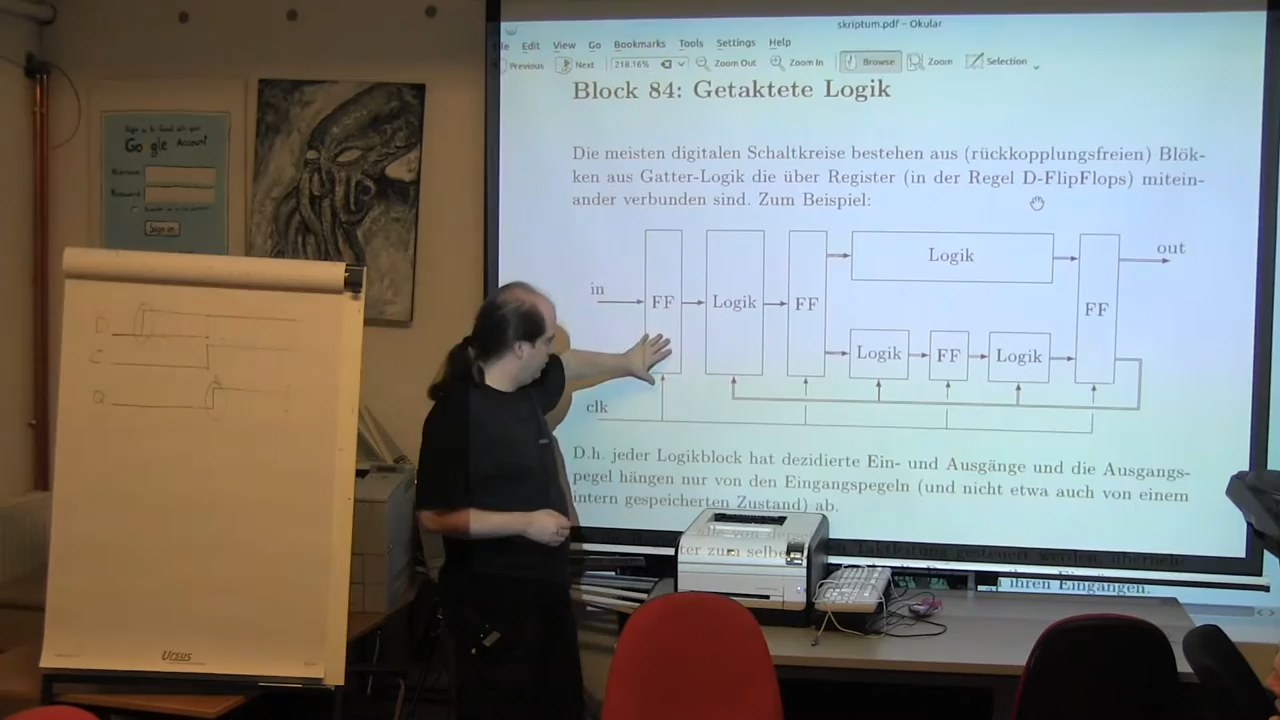 skriptum.pdf – Okular
Edit View Go Bookmarks Tools Settings Help
Previous Next 218.16% Zoom Out Zoom In Browse Zoom Selection
Block 84: Getaktete Logik
Die meisten digitalen Schaltkreise bestehen aus (rückkopplungsfreien) Blök-
ken aus Gatter-Logik die über Register (in der Regel D-FlipFlops) mitein-
ander verbunden sind. Zum Beispiel:
in
FF
Logik
FF
Logik
Logik
FF
Logik
FF
out
clk
D.h. jeder Logikblock hat dezidierte Ein- und Ausgänge und die Ausgangs-
pegel hängen nur von den Eingangspegeln (und nicht etwa auch von einem
intern gespeicherten Zustand) ab.
ter zum selbe
ihren Eingängen.
Google Account
Password
Sign in
D
C
Q